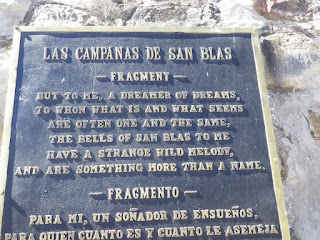 LAS CAMPANAS DE SAN BLAS
— FRAGMENT —
BUT TO ME, A DREAMER OF DREAMS,
TO WHON WHAT IS AND WHAT SEEMS
ARE OFTEN ONE AND THE SAME,
THE BELLS OF SAN BLAS TO ME
HAVE A STRANGE WILD MELODY,
AND ARE SOMETHING MORE THAN A NAME.
— FRAGMENTO —
PARA MI, UN SOÑADOR DE ENSUEÑOS,
PARA QUIEN CUANTO ES Y CUANTO LE ASEMEJA